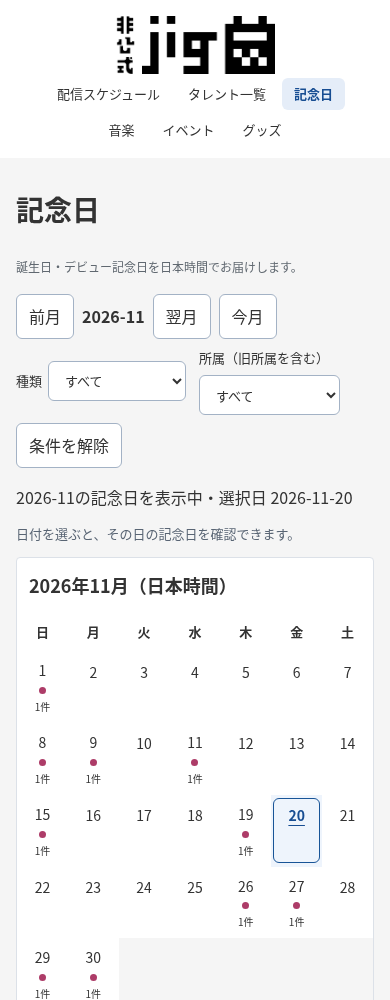 非公式 jig
配信スケジュール タレント一覧 記念日
音楽 イベント グッズ
記念日
誕生日・デビュー記念日を日本時間でお届けします。
前月 2026-11 翌月 今月
所属（旧所属を含む）
種類 すべて すべて
条件を解除
2026-11の記念日を表示中・選択日 2026-11-20
日付を選ぶと、その日の記念日を確認できます。
2026年11月（日本時間）
日 月 火 水 木 金 土
1 2 3 4 5 6 7
1件
8 9 10 11 12 13 14
1件 1件 1件
15 16 17 18 19 20 21
1件 1件
22 23 24 25 26 27 28
1件 1件
29 30
1件 1件